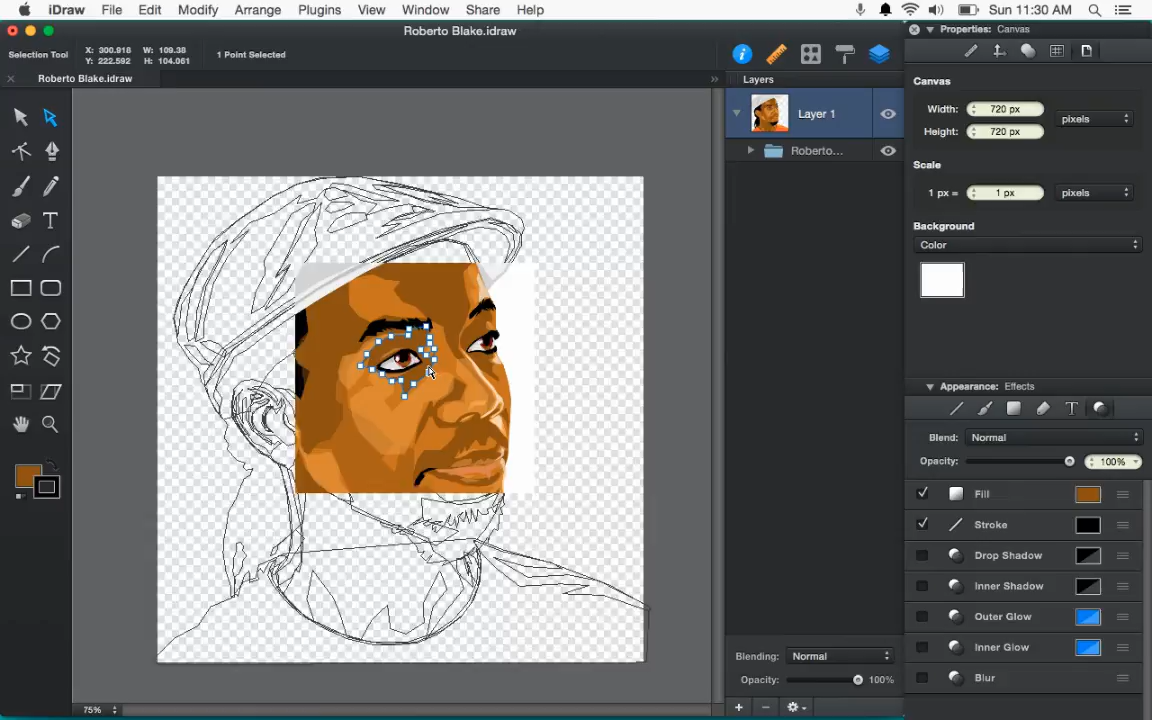 iDraw File Edit Modify Arrange Plugins View Window Share Help Sun 11:30 AM
Roberto Blake.idraw
Properties: Canvas
Selection Tool
X: 300.918 W: 109.38
Y: 222.592 H: 104.061
1 Point Selected
Roberto Blake.idraw
Layers
Layer 1
Roberto...
Canvas
Width: 720 px
pixels
Height: 720 px
Scale
1 px = 1 px pixels
Background
Color
Appearance: Effects
Blend: Normal
Opacity: 100%
Fill
Stroke
Drop Shadow
Inner Shadow
Outer Glow
Inner Glow
Blur
Blending: Normal
Opacity: 100%
75%